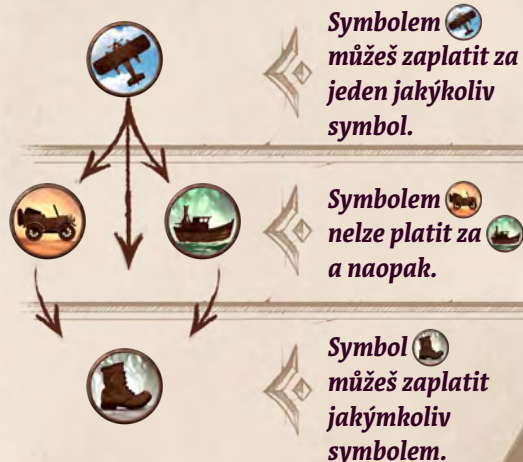 Symbolem
můžeš zaplatit za
jeden jakýkoliv
symbol.
Symbolem
nelze platit za
a naopak.
Symbol
můžeš zaplatit
jakýmkoliv
symbolem.